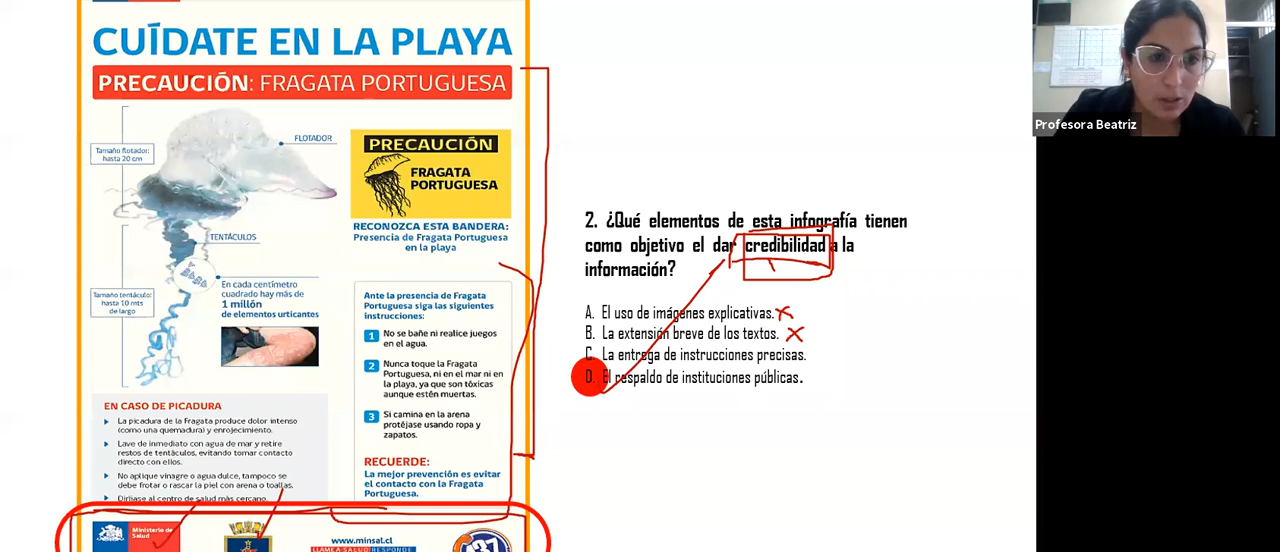 CUÍDATE EN LA PLAYA
PRECAUCIÓN: FRAGATA PORTUGUESA
FLOTADOR
Tamaño flotador:
hasta 20 cm
TENTÁCULOS
Tamaño tentáculo:
hasta 10 mts
de largo
En cada centímetro
cuadrado hay más de
1 millón
de elementos urticantes
PRECAUCIÓN
FRAGATA
PORTUGUESA
RECONOZCA ESTA BANDERA:
Presencia de Fragata Portuguesa
en la playa
Ante la presencia de Fragata
Portuguesa siga las siguientes
instrucciones:
1 No se bañe ni realice juegos
en el agua.
2 Nunca toque la Fragata
Portuguesa, ni en el mar ni en
la playa, ya que son tóxicas
aunque estén muertas.
3 Si camina en la arena
protéjase usando ropa y
zapatos.
RECUERDE:
La mejor prevención es evitar
el contacto con la Fragata
Portuguesa.
EN CASO DE PICADURA
La picadura de la Fragata produce dolor intenso
(como una quemadura) y enrojecimiento.
Lave de inmediato con agua de mar y retire
restos de tentáculos, evitando tomar contacto
directo con ellos.
No aplique vinagre o agua dulce, tampoco se
debe frotar o rascar la piel con arena o toallas.
Diríjase al centro de salud más cercano.
Ministerio de
Salud
www.minsal.cl
LLAME A SALUD RESPONDE
137
2. ¿Qué elementos de esta infografía tienen
como objetivo el dar credibilidad a la
información?
A. El uso de imágenes explicativas.
B. La extensión breve de los textos.
C. La entrega de instrucciones precisas.
D. El respaldo de instituciones públicas.
Profesora Beatriz